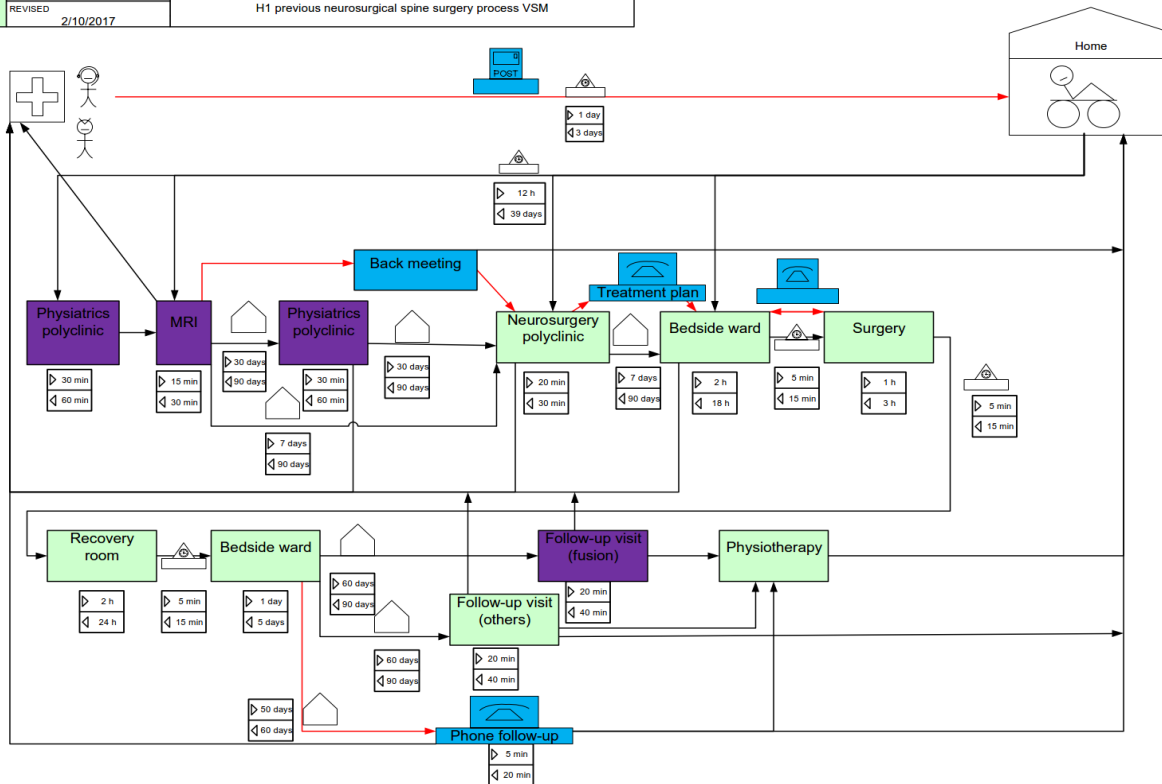 REVISED
2/10/2017
H1 previous neurosurgical spine surgery process VSM
Home
POST
1 day
3 days
12 h
39 days
Back meeting
Treatment plan
Physiatrics
polyclinic
MRI
Physiatrics
polyclinic
Neurosurgery
polyclinic
Bedside ward
Surgery
30 min
60 min
15 min
30 min
30 days
90 days
30 min
60 min
30 days
90 days
20 min
30 min
7 days
90 days
2 h
18 h
5 min
15 min
1 h
3 h
5 min
15 min
7 days
90 days
Recovery
room
Bedside ward
Follow-up visit
(fusion)
Physiotherapy
2 h
24 h
5 min
15 min
1 day
5 days
60 days
90 days
20 min
40 min
Follow-up visit
(others)
60 days
90 days
20 min
40 min
50 days
60 days
Phone follow-up
5 min
20 min